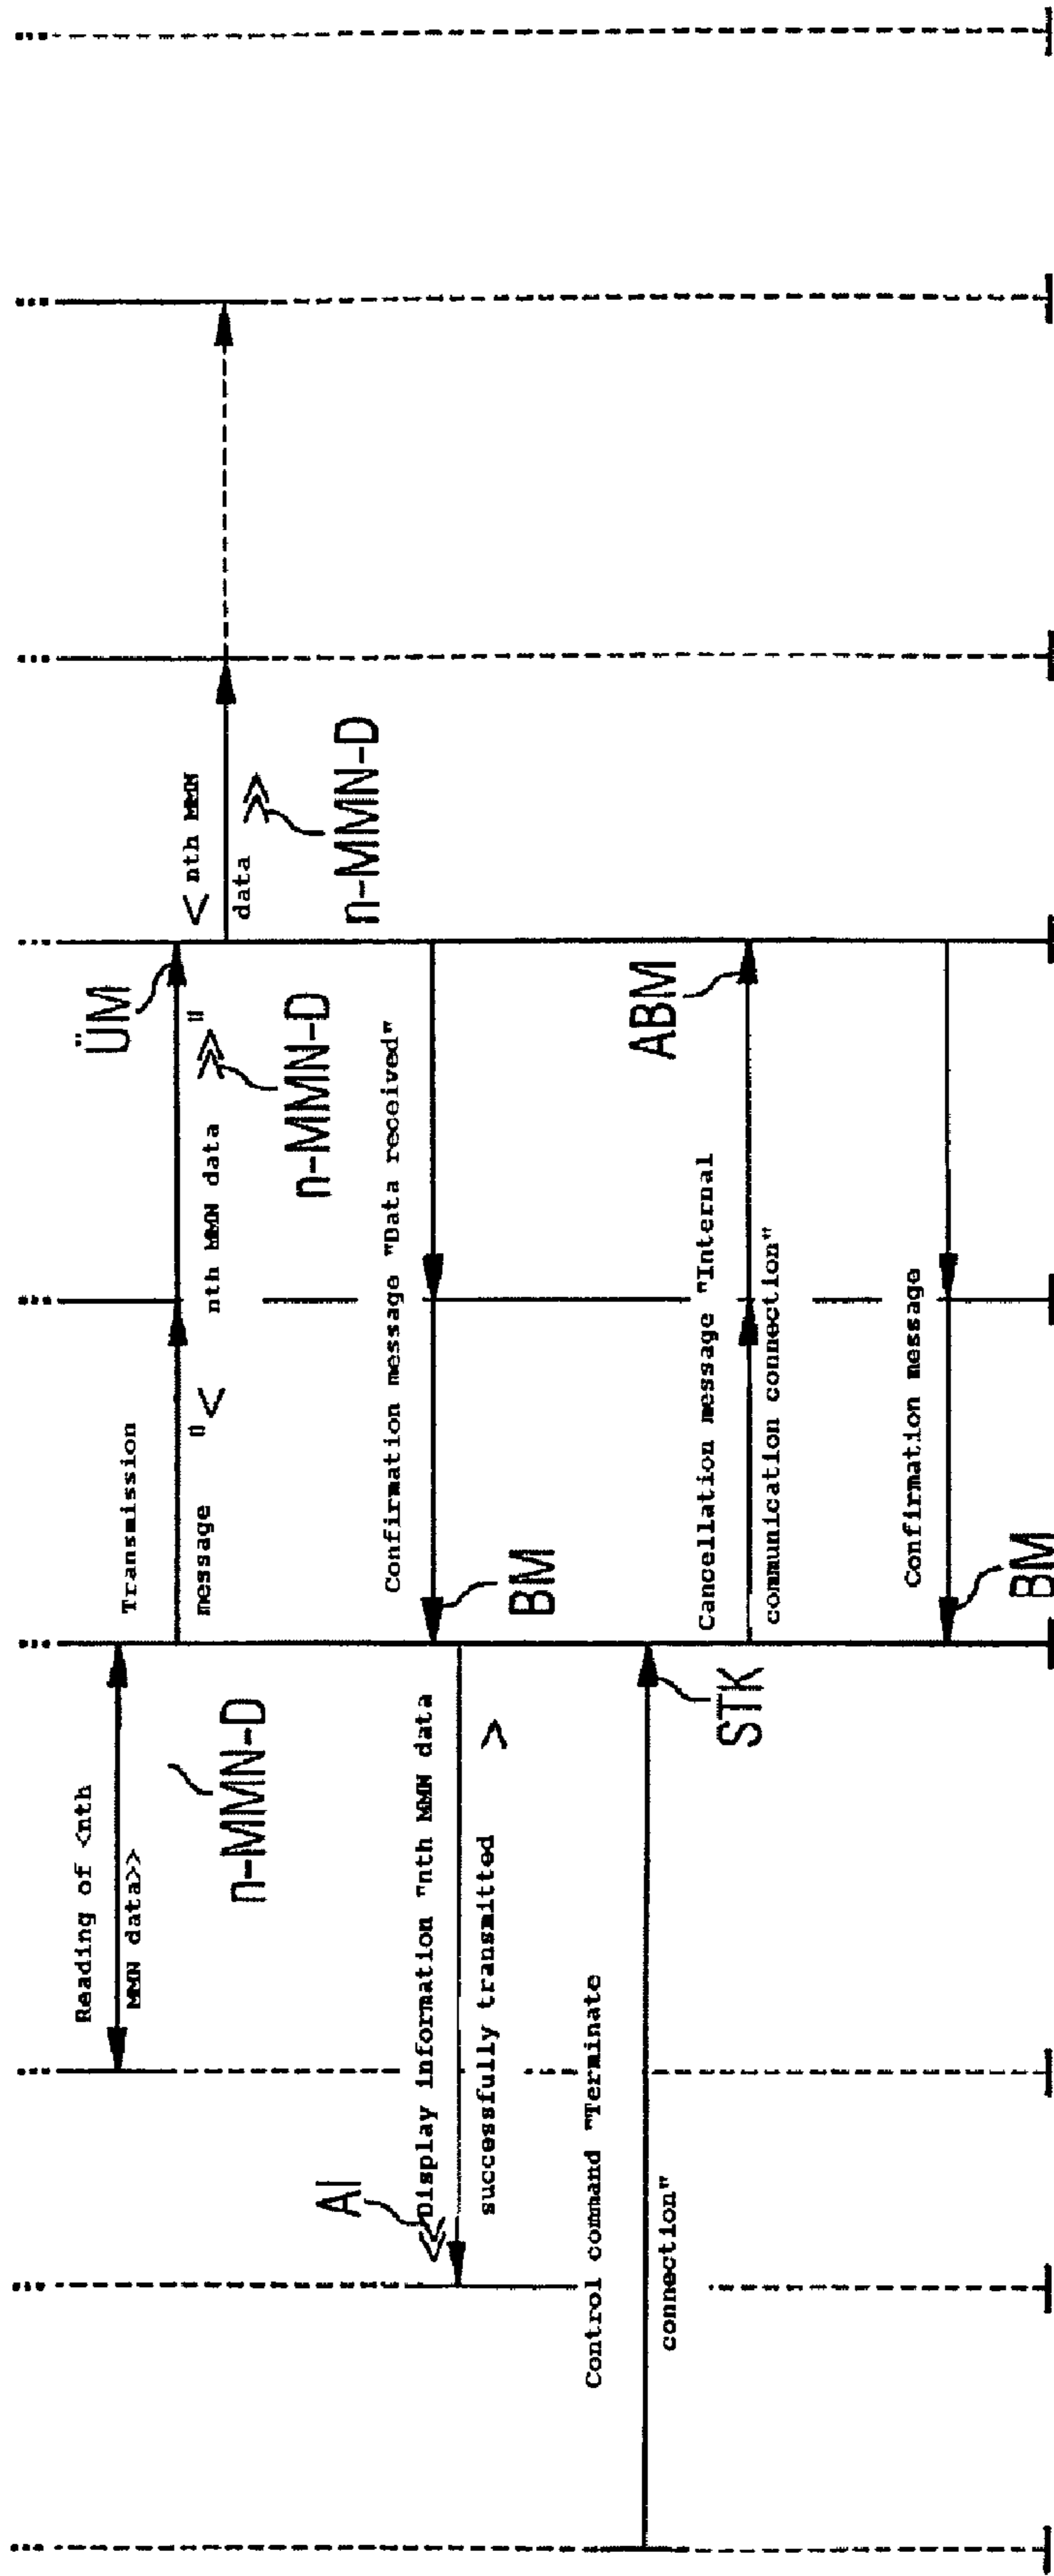 Reading of <nth
MMN data>>
n-MMN-D
Transmission
message "<
nth MMN data >>"
ÜM
n-MMN-D
< nth MMN
data >>
n-MMN-D
Confirmation message "Data received"
BM
AI
<<Display information "nth MMN data
successfully transmitted >
Control command "Terminate
connection"
STK
Cancellation message "Internal
communication connection"
ABM
Confirmation message
BM